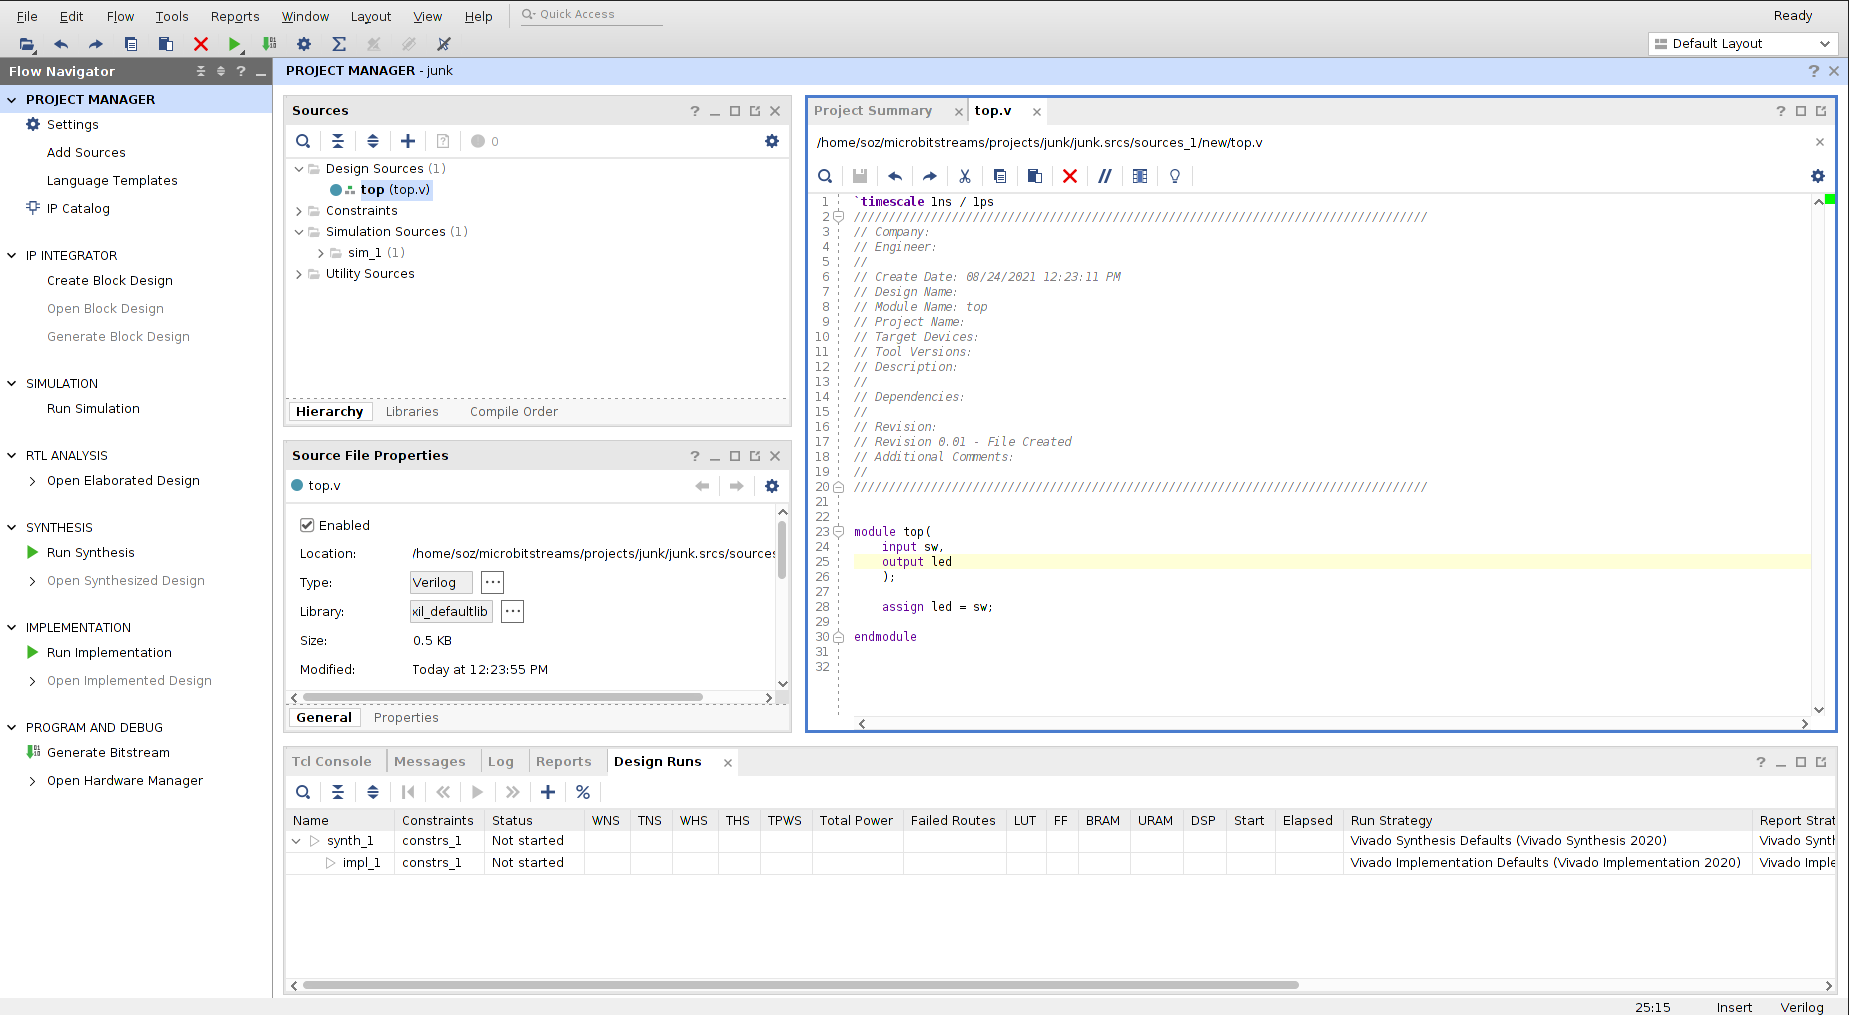 File Edit Flow Tools Reports Window Layout View Help Quick Access Ready
Default Layout
Flow Navigator
PROJECT MANAGER - junk
PROJECT MANAGER
Settings
Add Sources
Language Templates
IP Catalog
IP INTEGRATOR
Create Block Design
Open Block Design
Generate Block Design
SIMULATION
Run Simulation
RTL ANALYSIS
Open Elaborated Design
SYNTHESIS
Run Synthesis
Open Synthesized Design
IMPLEMENTATION
Run Implementation
Open Implemented Design
PROGRAM AND DEBUG
Generate Bitstream
Open Hardware Manager
Sources
0
Design Sources (1)
top (top.v)
Constraints
Simulation Sources (1)
sim_1 (1)
Utility Sources
Hierarchy Libraries Compile Order
Source File Properties
top.v
Enabled
Location: /home/soz/microbitstreams/projects/junk/junk.srcs/sources
Type: Verilog
Library: xil_defaultlib
Size: 0.5 KB
Modified: Today at 12:23:55 PM
General Properties
Project Summary top.v
/home/soz/microbitstreams/projects/junk/junk.srcs/sources_1/new/top.v
1 `timescale 1ns / 1ps
2 //////////////////////////////////////////////////////////////////////////////////
3 // Company:
4 // Engineer:
5 //
6 // Create Date: 08/24/2021 12:23:11 PM
7 // Design Name:
8 // Module Name: top
9 // Project Name:
10 // Target Devices:
11 // Tool Versions:
12 // Description:
13 //
14 // Dependencies:
15 //
16 // Revision:
17 // Revision 0.01 - File Created
18 // Additional Comments:
19 //
20 //////////////////////////////////////////////////////////////////////////////////
21
22
23 module top(
24 input sw,
25 output led
26 );
27
28 assign led = sw;
29
30 endmodule
31
32
Tcl Console Messages Log Reports Design Runs
Name Constraints Status WNS TNS WHS THS TPWS Total Power Failed Routes LUT FF BRAM URAM DSP Start Elapsed Run Strategy Report Strat
synth_1 constrs_1 Not started Vivado Synthesis Defaults (Vivado Synthesis 2020) Vivado Synth
impl_1 constrs_1 Not started Vivado Implementation Defaults (Vivado Implementation 2020) Vivado Imple
25:15 Insert Verilog